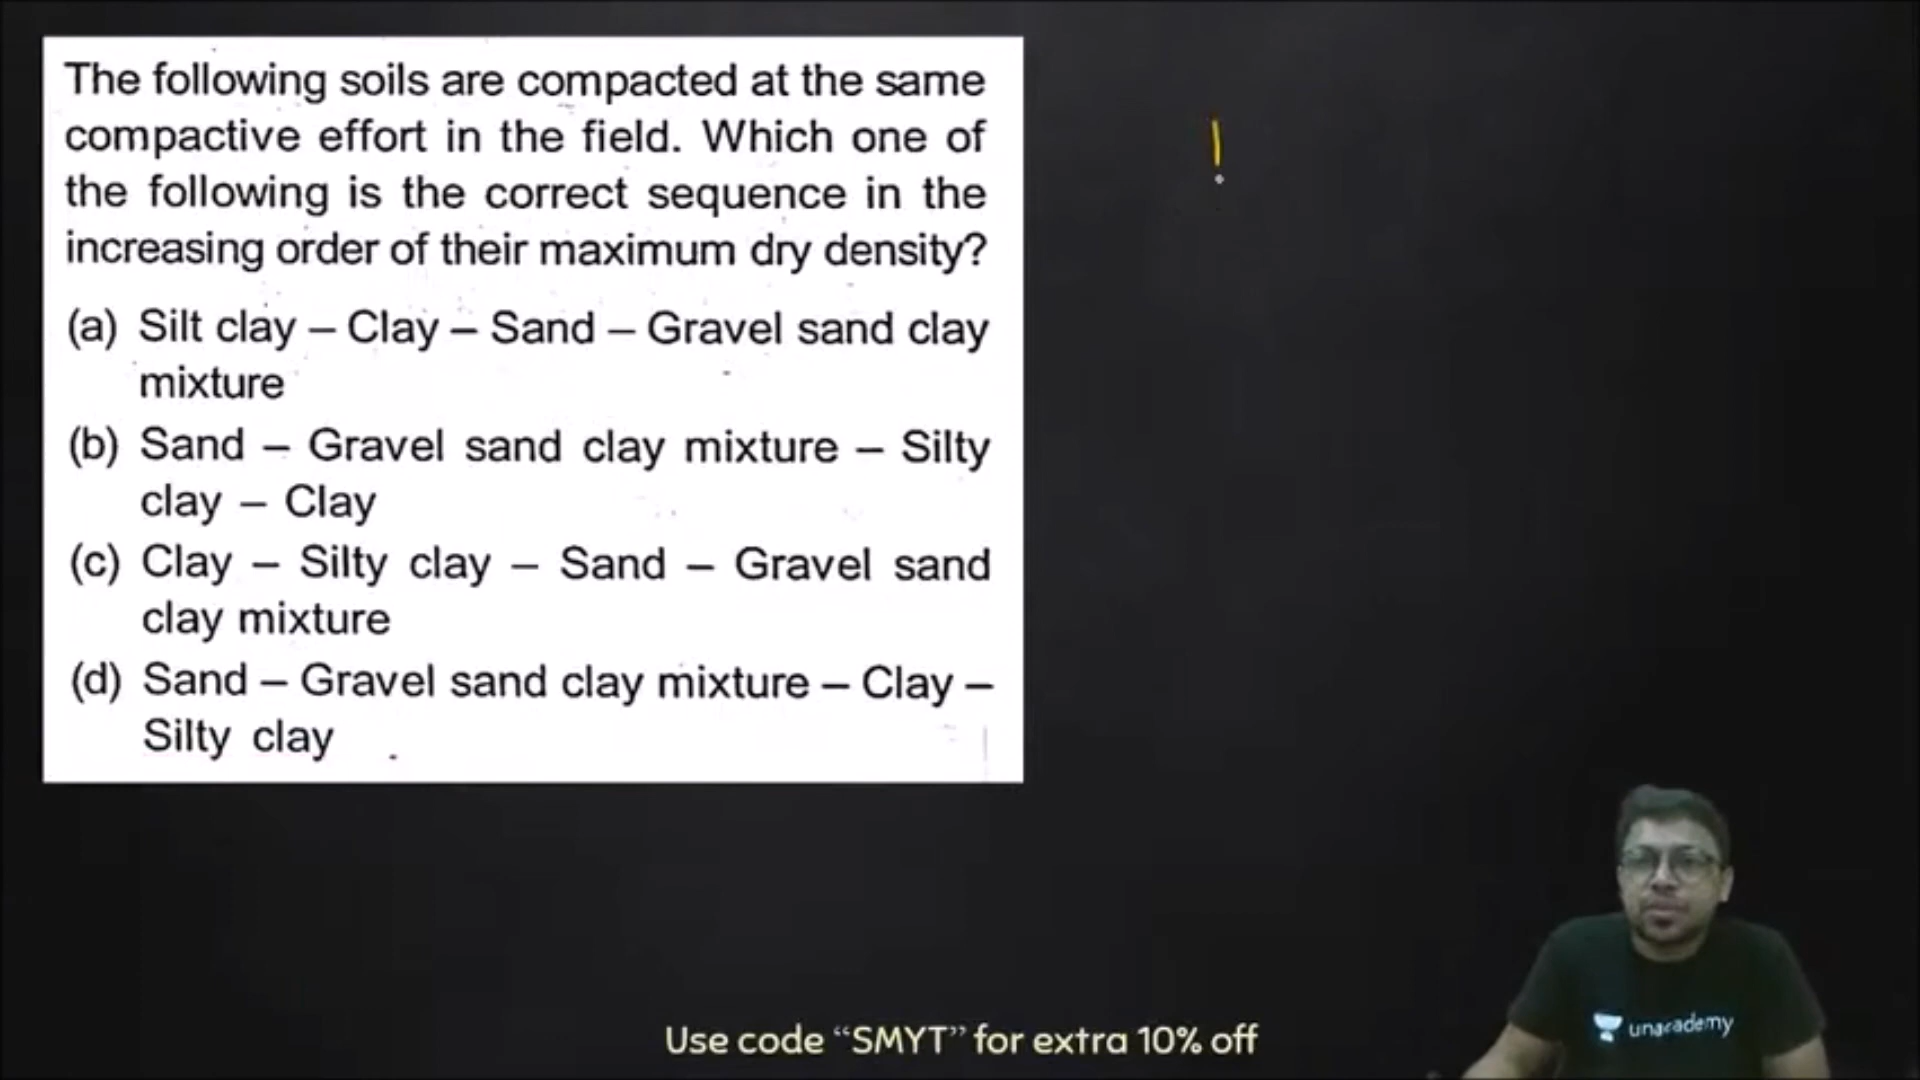 The following soils are compacted at the same
compactive effort in the field. Which one of
the following is the correct sequence in the
increasing order of their maximum dry density?
(a) Silt clay – Clay – Sand – Gravel sand clay
mixture
(b) Sand – Gravel sand clay mixture – Silty
clay – Clay
(c) Clay – Silty clay – Sand – Gravel sand
clay mixture
(d) Sand – Gravel sand clay mixture – Clay –
Silty clay
unacademy
Use code “SMYT” for extra 10% off